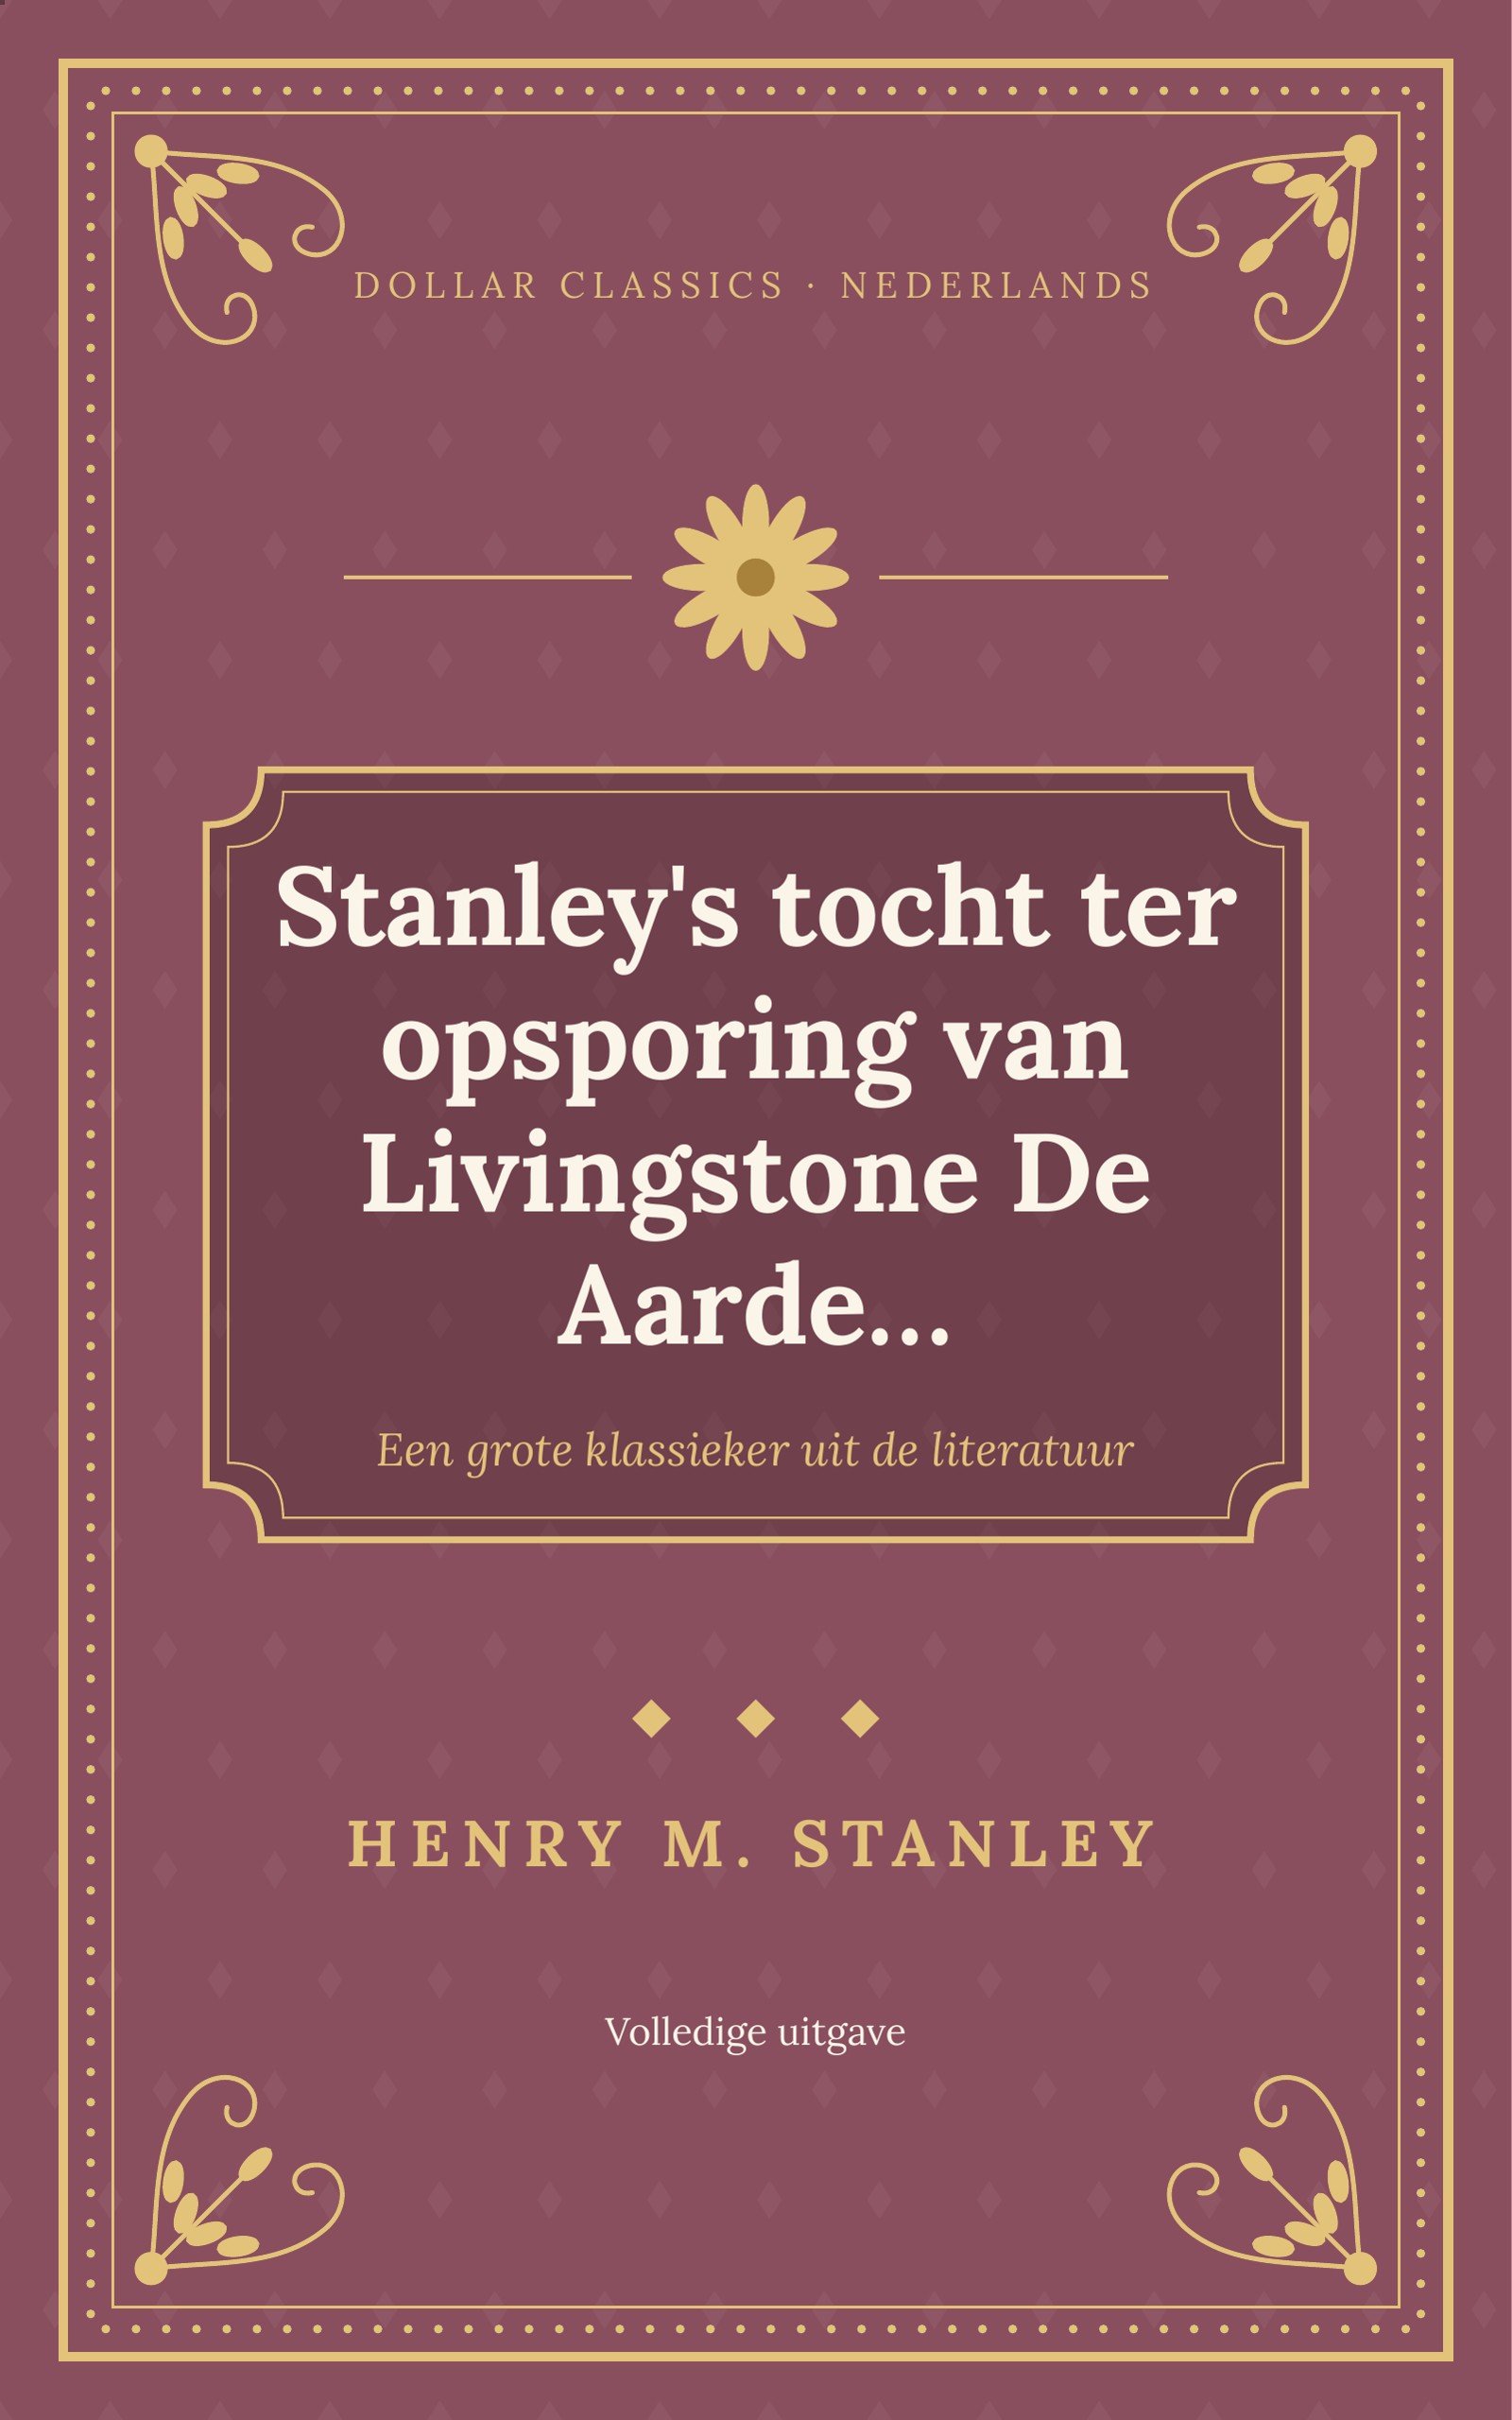 DOLLAR CLASSICS · NEDERLANDS
Stanley's tocht ter
opsporing van
Livingstone De
Aarde...
Een grote klassieker uit de literatuur
HENRY M. STANLEY
Volledige uitgave